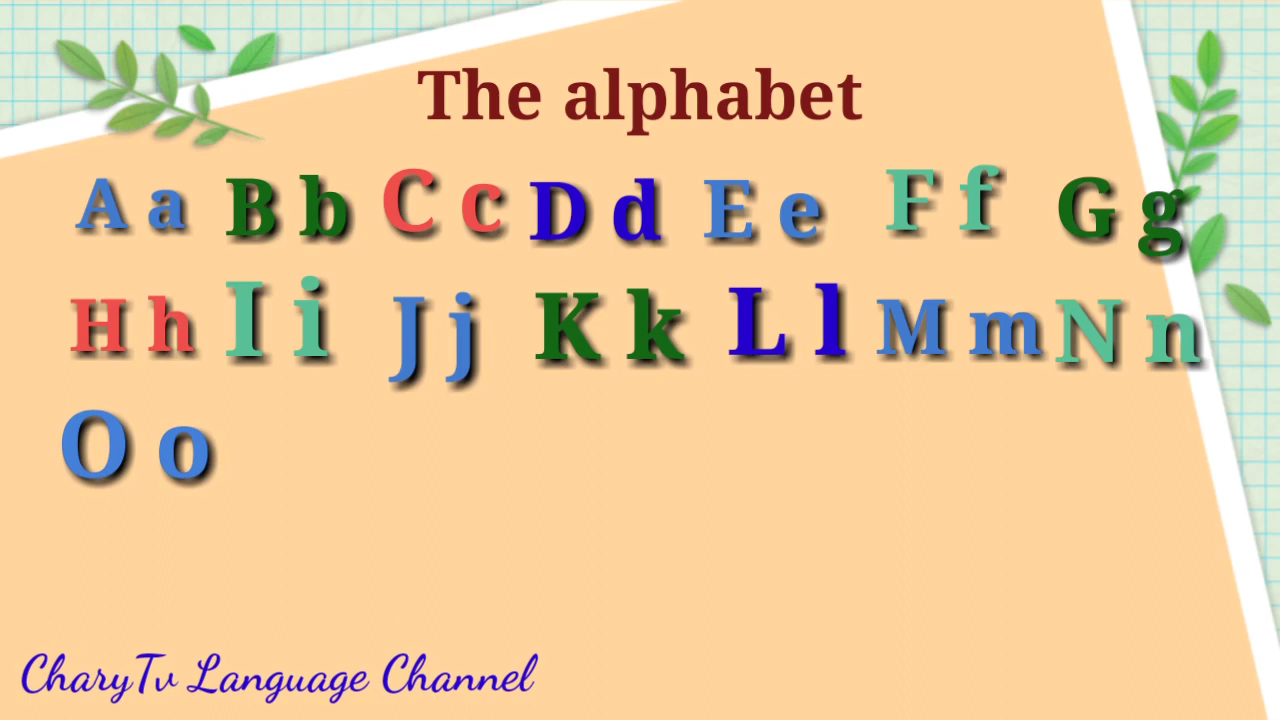 The alphabet
A a B b C c D d E e F f G g
H h I i J j K k L l M m N n
O o
CharyTv Language Channel